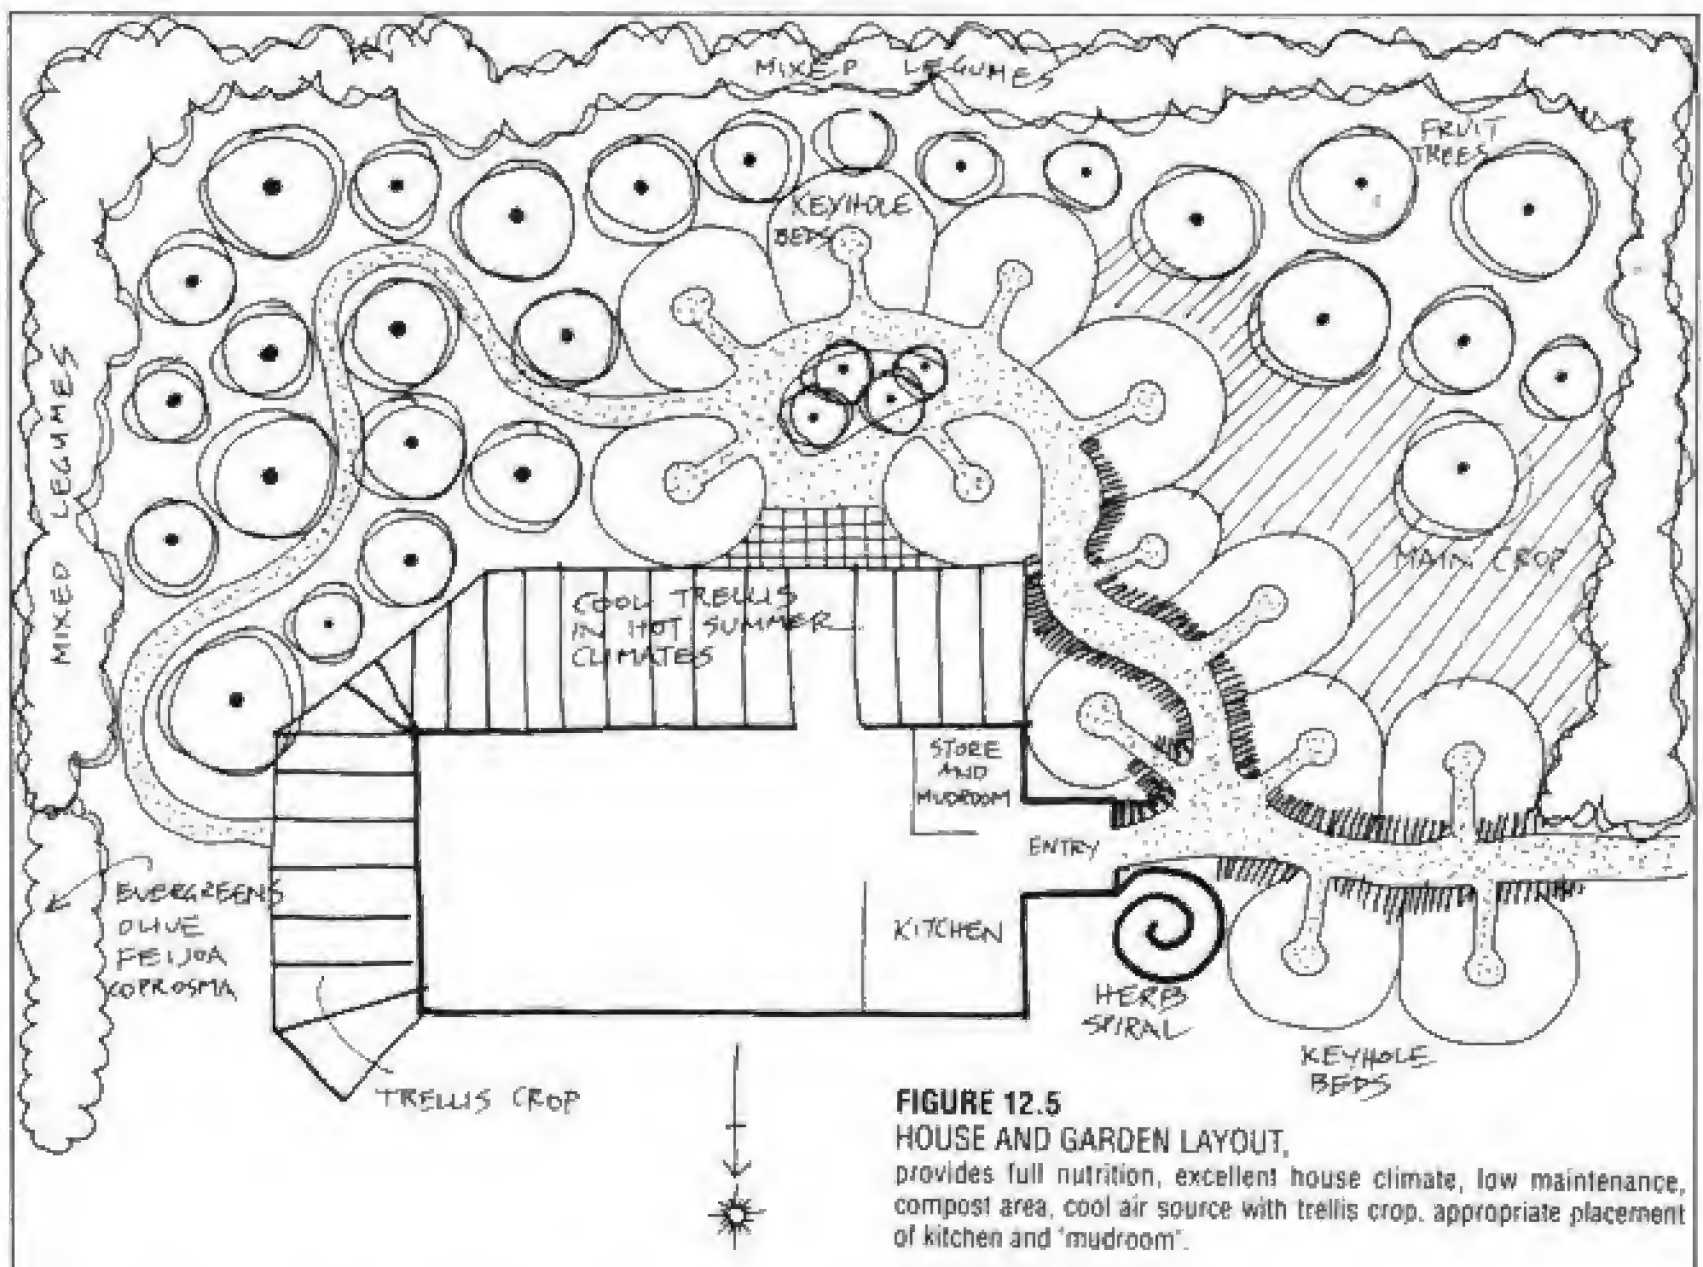 MIXED LEGUMES
FRUIT
TREES
KEYHOLE
BEDS
MIXED LEGUMES
MAIN CROP
COOL TRELLIS
IN HOT SUMMER
CLIMATES
STORE
AND
MUDROOM
ENTRY
EVERGREENS
OLIVE
FEIJOA
COPROSMA
KITCHEN
HERB
SPIRAL
KEYHOLE
BEDS
TRELLIS CROP
FIGURE 12.5
HOUSE AND GARDEN LAYOUT,
provides full nutrition, excellent house climate, low maintenance,
compost area, cool air source with trellis crop, appropriate placement
of kitchen and "mudroom".